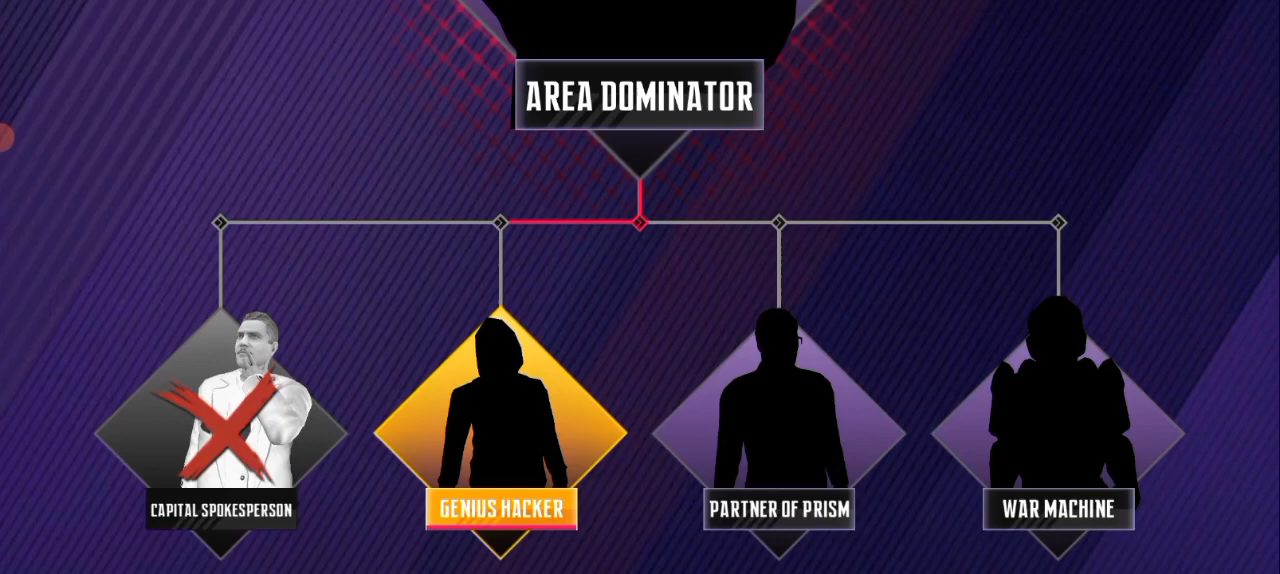 AREA DOMINATOR
CAPITAL SPOKESPERSON
GENIUS HACKER
PARTNER OF PRISM
WAR MACHINE